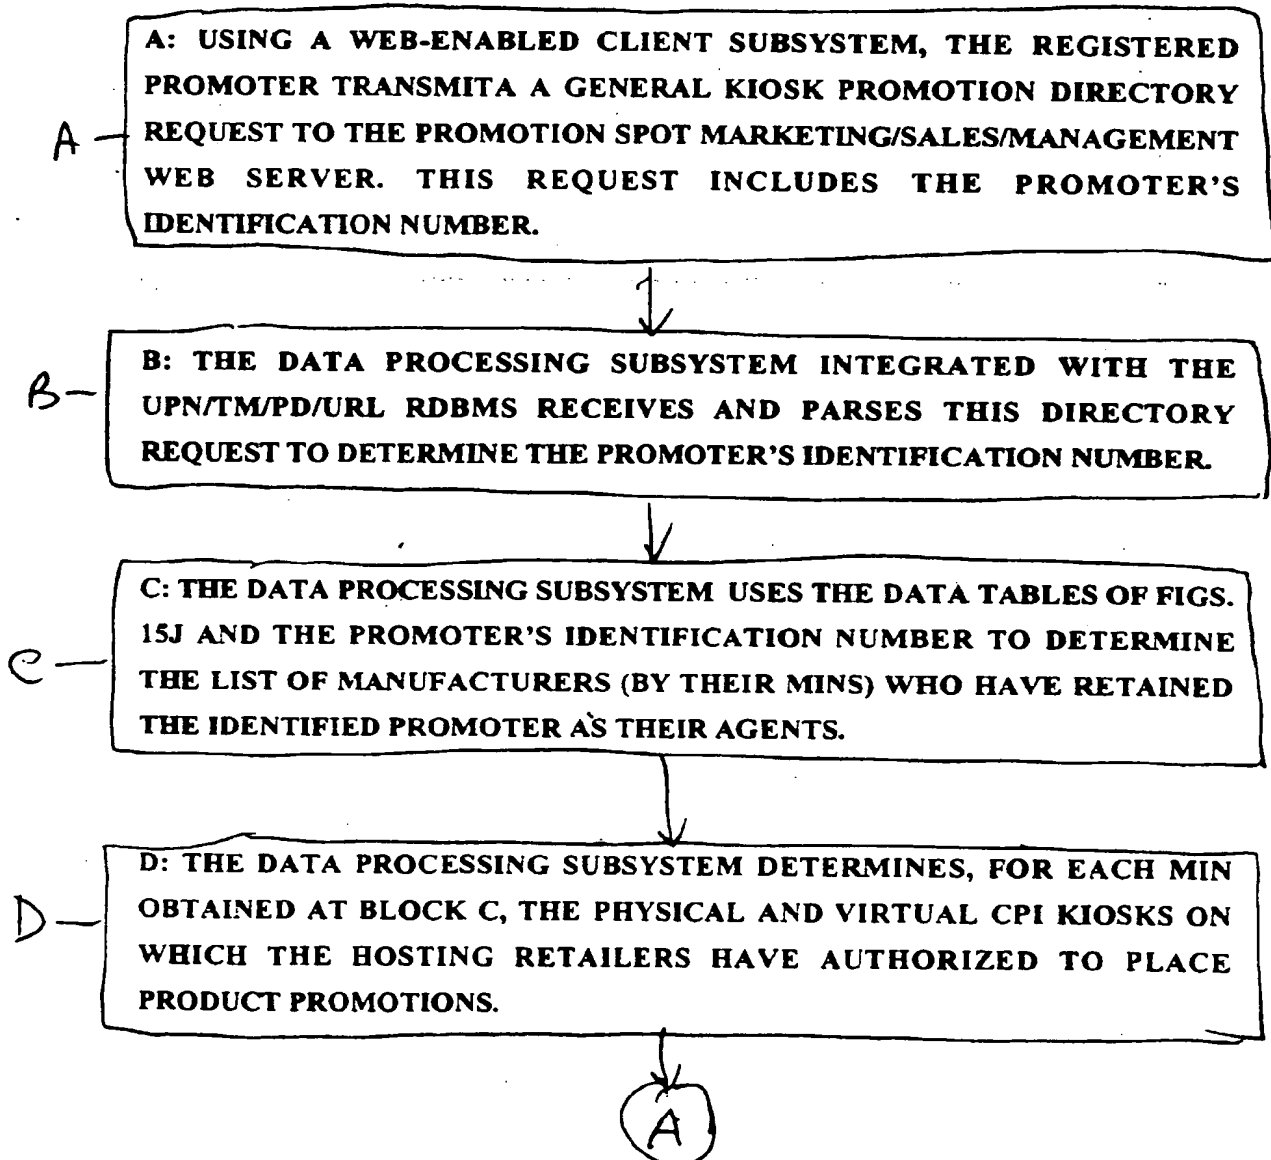 A: USING A WEB-ENABLED CLIENT SUBSYSTEM, THE REGISTERED
PROMOTER TRANSMITA A GENERAL KIOSK PROMOTION DIRECTORY
A
REQUEST TO THE PROMOTION SPOT MARKETING/SALES/MANAGEMENT
WEB SERVER. THIS REQUEST INCLUDES THE PROMOTER'S
IDENTIFICATION NUMBER.
B: THE DATA PROCESSING SUBSYSTEM INTEGRATED WITH THE
B
UPN/TM/PD/URL RDBMS RECEIVES AND PARSES THIS DIRECTORY
REQUEST TO DETERMINE THE PROMOTER'S IDENTIFICATION NUMBER.
C: THE DATA PROCESSING SUBSYSTEM USES THE DATA TABLES OF FIGS.
15J AND THE PROMOTER'S IDENTIFICATION NUMBER TO DETERMINE
C
THE LIST OF MANUFACTURERS (BY THEIR MINS) WHO HAVE RETAINED
THE IDENTIFIED PROMOTER AS THEIR AGENTS.
D: THE DATA PROCESSING SUBSYSTEM DETERMINES, FOR EACH MIN
D
OBTAINED AT BLOCK C, THE PHYSICAL AND VIRTUAL CPI KIOSKS ON
WHICH THE HOSTING RETAILERS HAVE AUTHORIZED TO PLACE
PRODUCT PROMOTIONS.
A